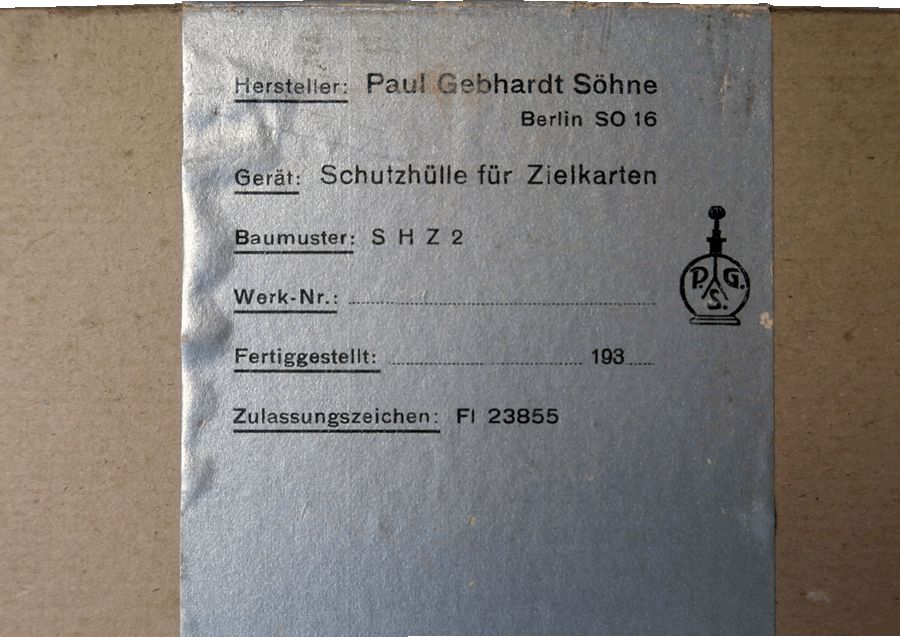 Hersteller: Paul Gebhardt Söhne
Berlin SO 16
Gerät: Schutzhülle für Zielkarten
Baumuster: S H Z 2
P. G.
S.
Werk-Nr.:
Fertiggestellt: 193
Zulassungszeichen: Fl 23855